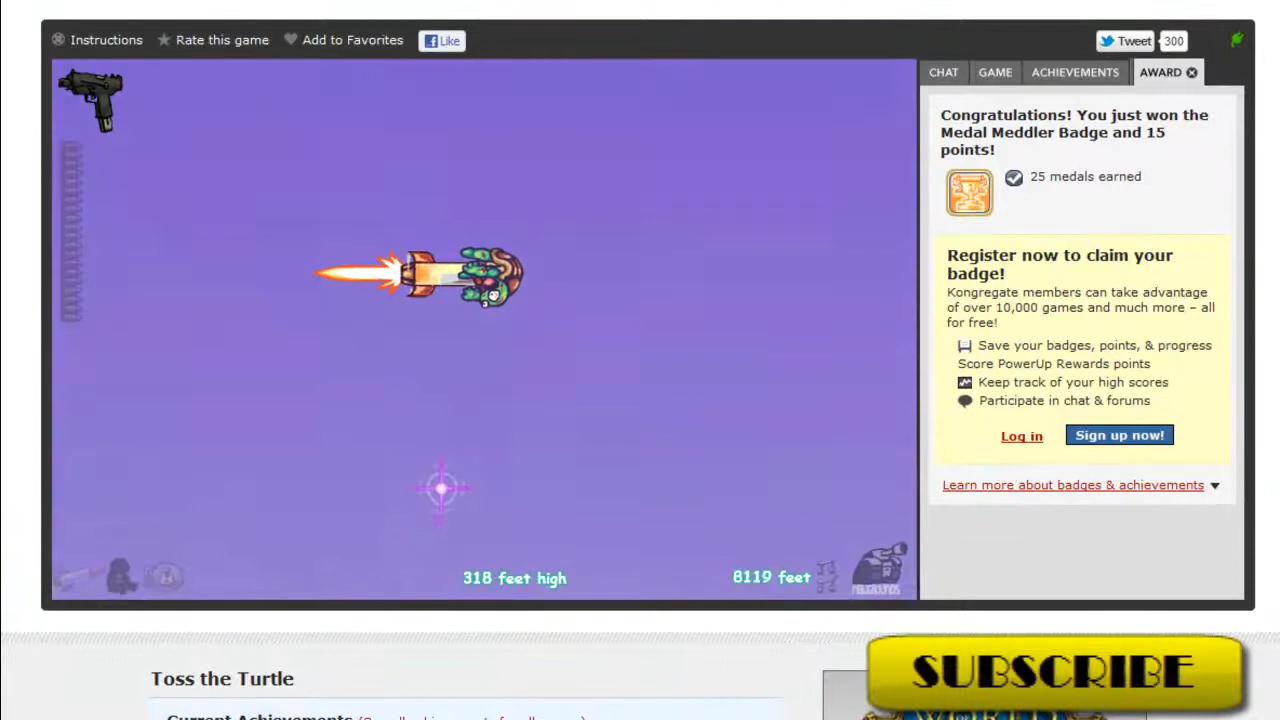 Instructions Rate this game Add to Favorites Like Tweet 300
CHAT GAME ACHIEVEMENTS AWARD
Congratulations! You just won the
Medal Meddler Badge and 15
points!
25 medals earned
Register now to claim your
badge!
Kongregate members can take advantage
of over 10,000 games and much more – all
for free!
Save your badges, points, & progress
Score PowerUp Rewards points
Keep track of your high scores
Participate in chat & forums
Log in Sign up now!
Learn more about badges & achievements
318 feet high 8119 feet
SUBSCRIBE
Toss the Turtle
Current Achievements